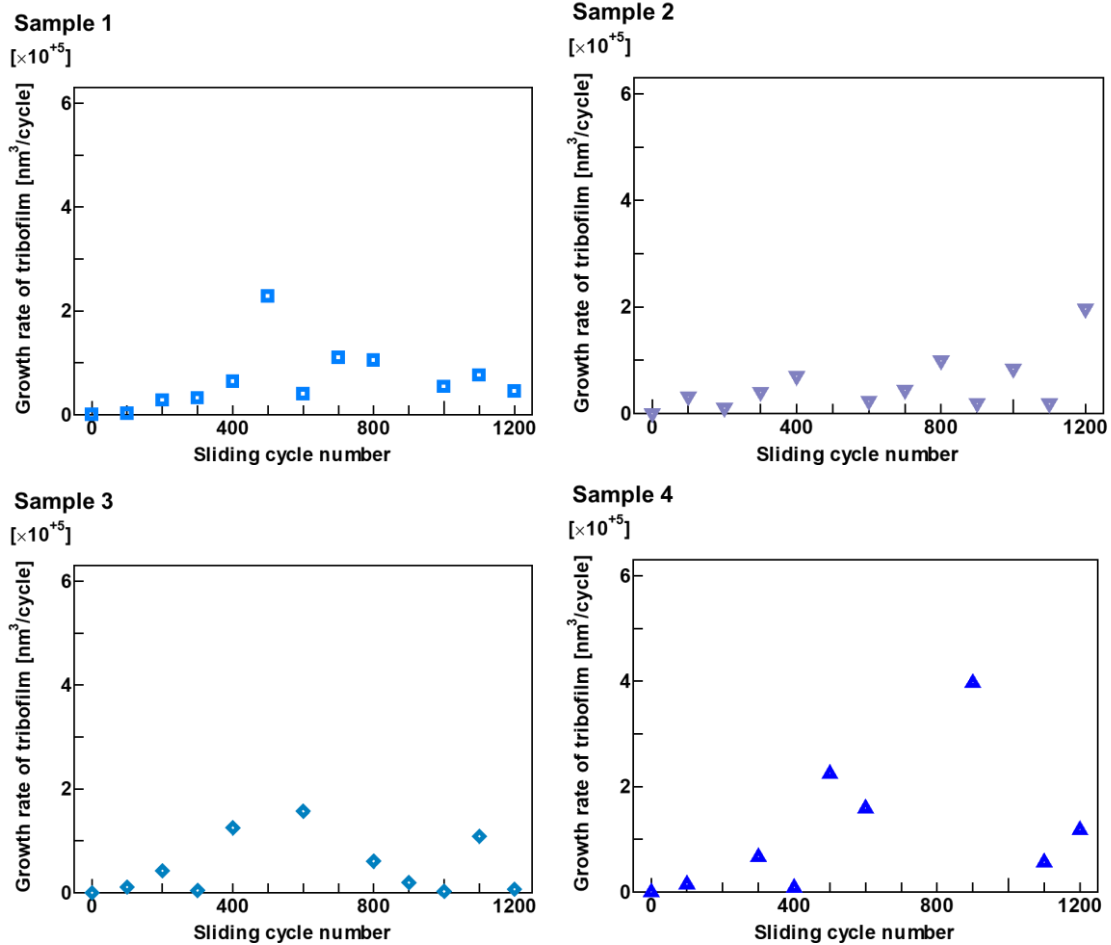 Sample 1
[×10+5]
Growth rate of tribofilm [nm3/cycle]
6
4
2
0
0 400 800 1200
Sliding cycle number
Sample 2
[×10+5]
Growth rate of tribofilm [nm3/cycle]
6
4
2
0
0 400 800 1200
Sliding cycle number
Sample 3
[×10+5]
Growth rate of tribofilm [nm3/cycle]
6
4
2
0
0 400 800 1200
Sliding cycle number
Sample 4
[×10+5]
Growth rate of tribofilm [nm3/cycle]
6
4
2
0
0 400 800 1200
Sliding cycle number